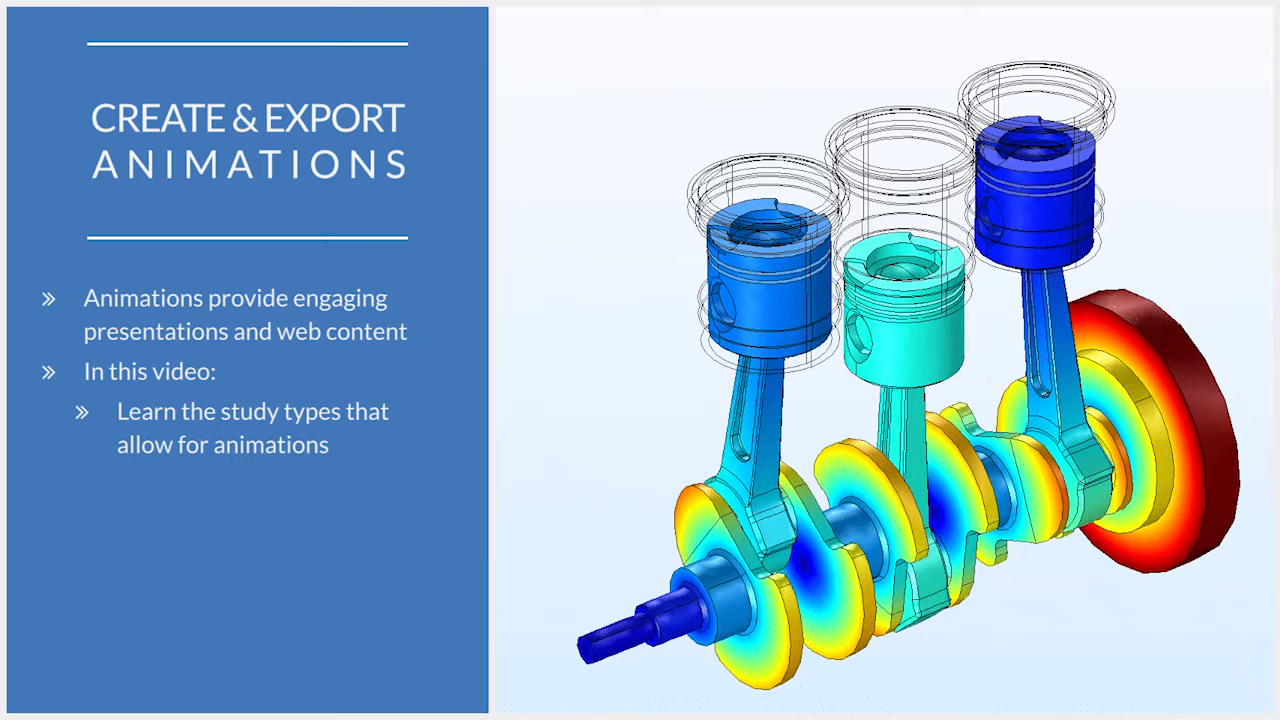 CREATE & EXPORT
ANIMATIONS
» Animations provide engaging
presentations and web content
» In this video:
» Learn the study types that
allow for animations